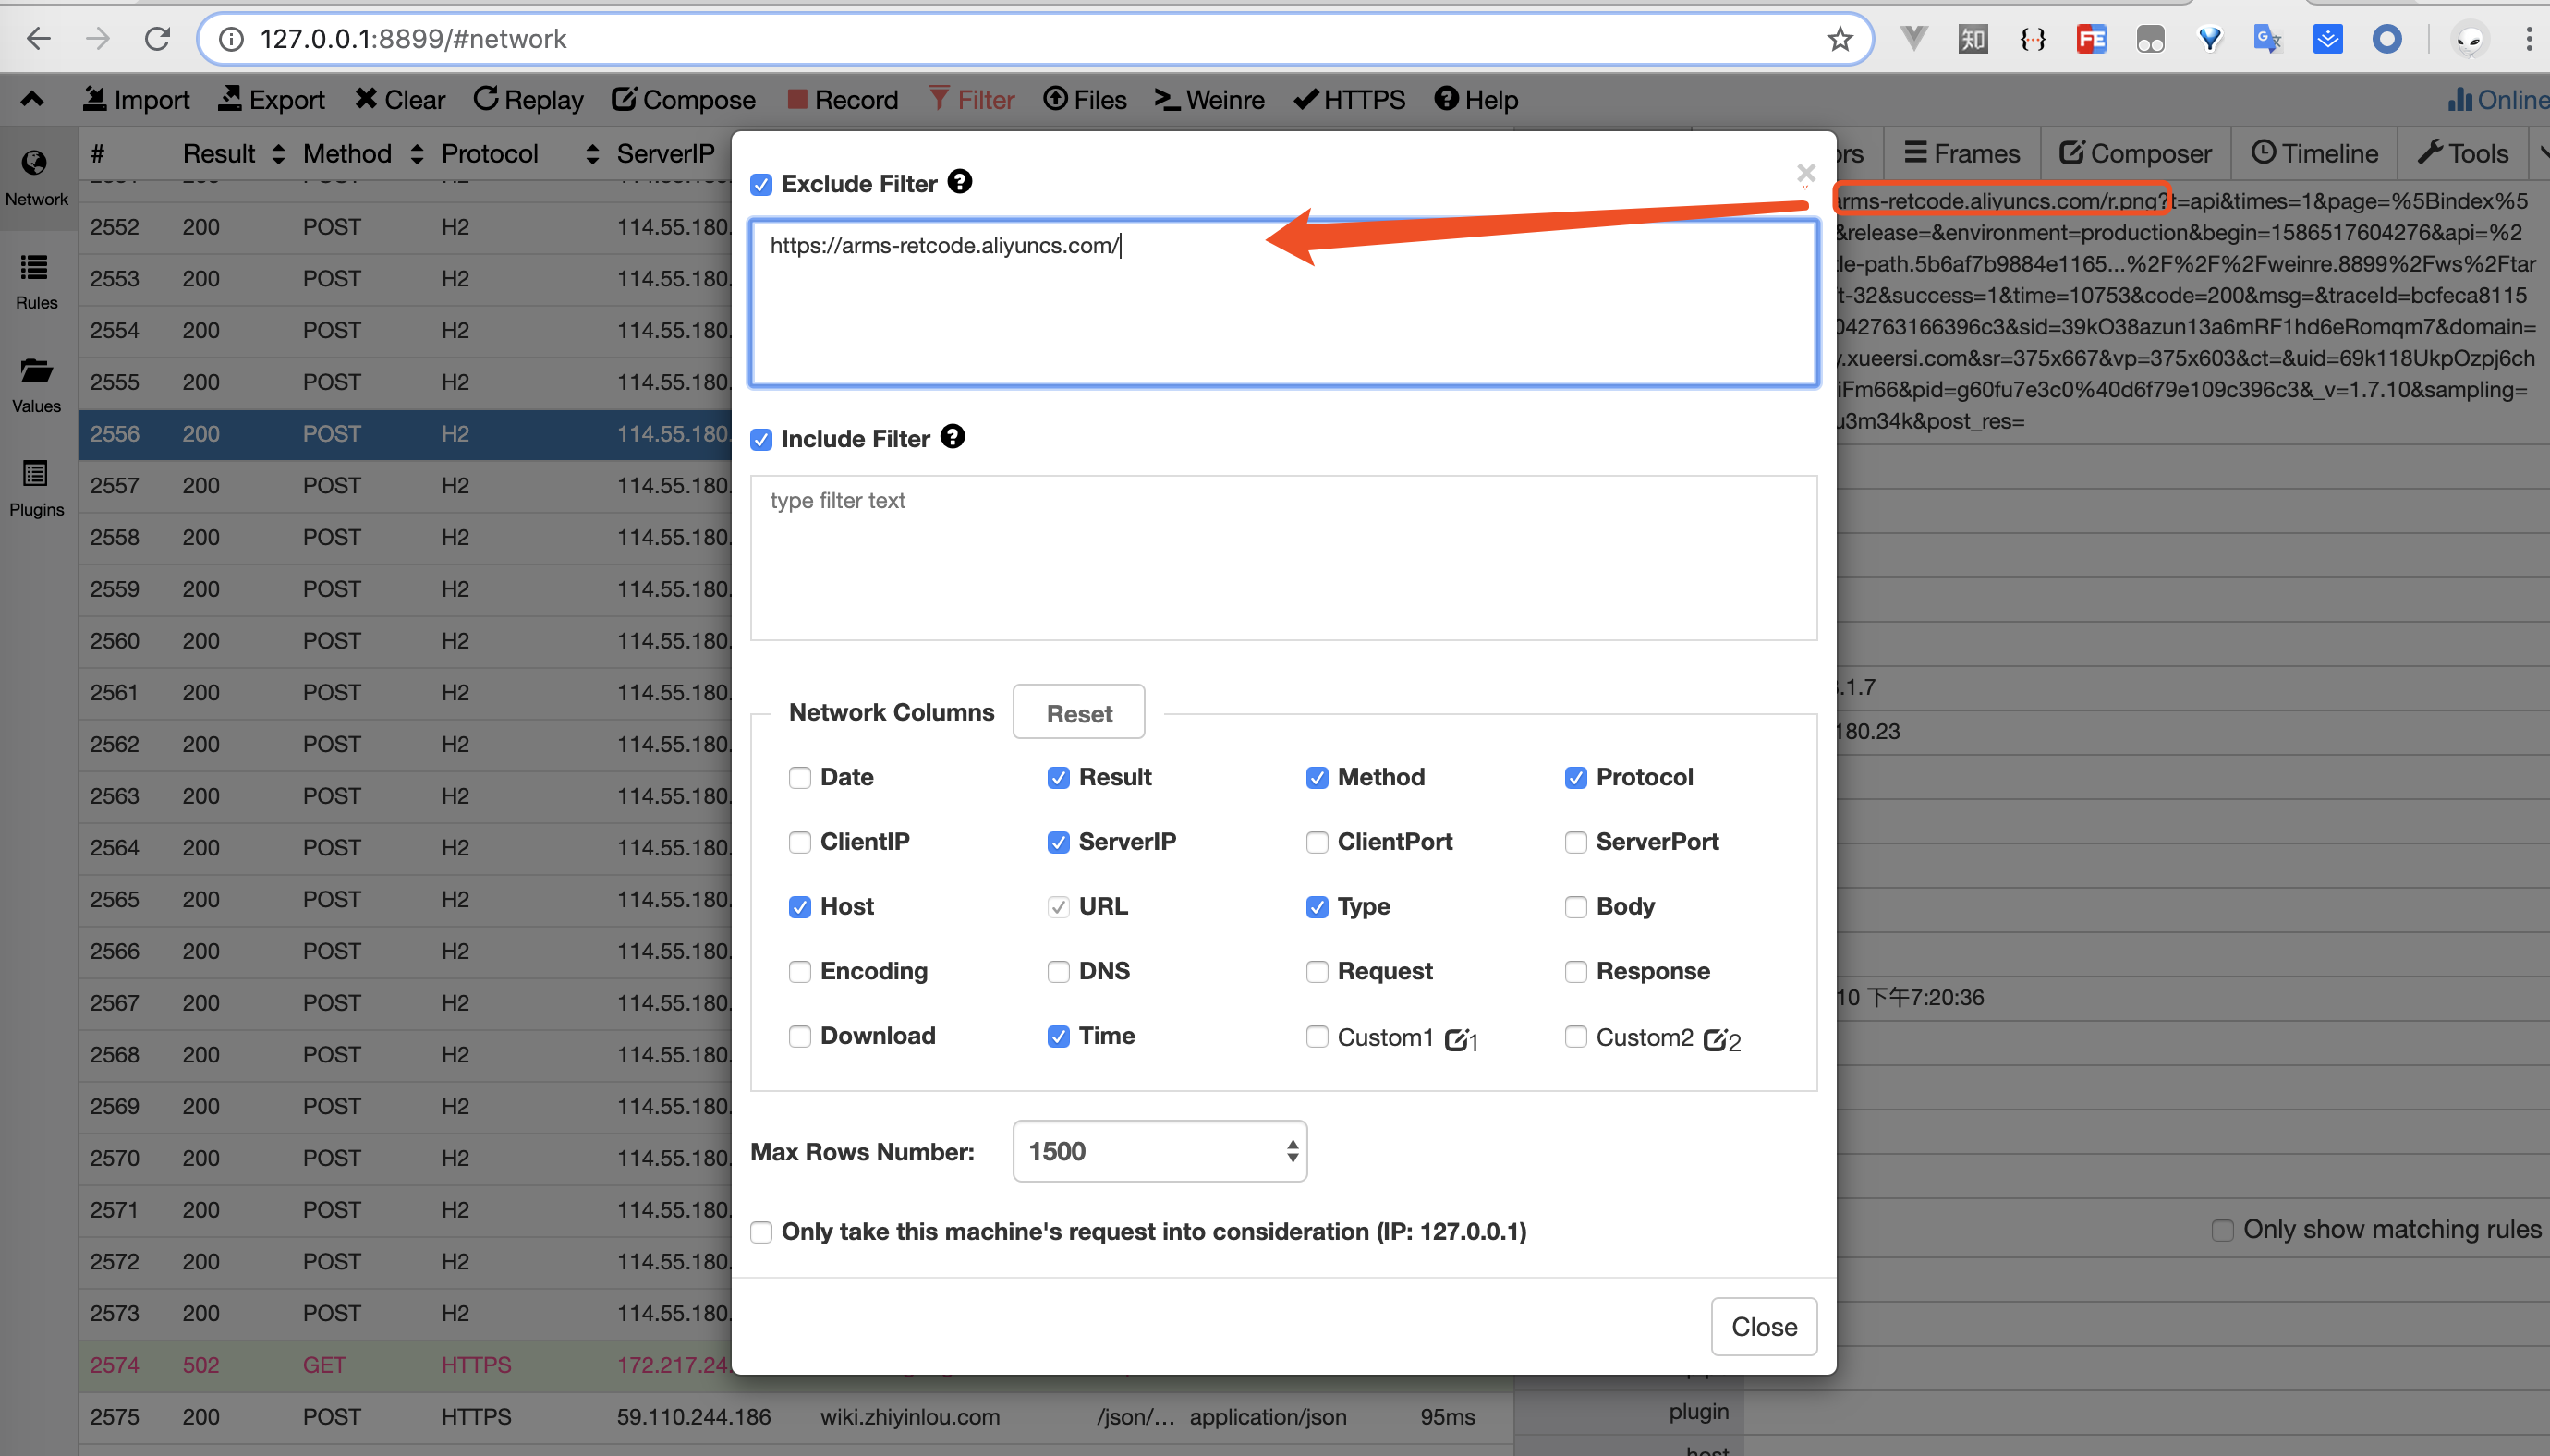 127.0.0.1:8899/#network
Import Export Clear Replay Compose Record Filter Files Weinre HTTPS Help Online
Network
Rules
Values
Plugins
# Result Method Protocol ServerIP
2552 200 POST H2 114.55.180.
2553 200 POST H2 114.55.180.
2554 200 POST H2 114.55.180.
2555 200 POST H2 114.55.180.
2556 200 POST H2 114.55.180.
2557 200 POST H2 114.55.180.
2558 200 POST H2 114.55.180.
2559 200 POST H2 114.55.180.
2560 200 POST H2 114.55.180.
2561 200 POST H2 114.55.180.
2562 200 POST H2 114.55.180.
2563 200 POST H2 114.55.180.
2564 200 POST H2 114.55.180.
2565 200 POST H2 114.55.180.
2566 200 POST H2 114.55.180.
2567 200 POST H2 114.55.180.
2568 200 POST H2 114.55.180.
2569 200 POST H2 114.55.180.
2570 200 POST H2 114.55.180.
2571 200 POST H2 114.55.180.
2572 200 POST H2 114.55.180.
2573 200 POST H2 114.55.180.
2574 502 GET HTTPS 172.217.24.
2575 200 POST HTTPS 59.110.244.186 wiki.zhiyinlou.com /json/... application/json 95ms
Exclude Filter
https://arms-retcode.aliyuncs.com/
Include Filter
type filter text
Network Columns Reset
Date Result Method Protocol
ClientIP ServerIP ClientPort ServerPort
Host URL Type Body
Encoding DNS Request Response
Download Time Custom1 1 Custom2 2
Max Rows Number: 1500
Only take this machine's request into consideration (IP: 127.0.0.1)
Close
Frames Composer Timeline Tools
arms-retcode.aliyuncs.com/r.png?t=api&times=1&page=%5Bindex%5
&release=&environment=production&begin=1586517604276&api=%2
tle-path.5b6af7b9884e1165...%2F%2F%2Fweinre.8899%2Fws%2Ftar
t-32&success=1&time=10753&code=200&msg=&traceId=bcfeca8115
042763166396c3&sid=39kO38azun13a6mRF1hd6eRomqm7&domain=
y.xueersi.com&sr=375x667&vp=375x603&ct=&uid=69k118UkpOzpj6ch
iFm66&pid=g60fu7e3c0%40d6f79e109c396c3&_v=1.7.10&sampling=
u3m34k&post_res=
.1.7
180.23
10 下午7:20:36
Only show matching rules
plugin
host